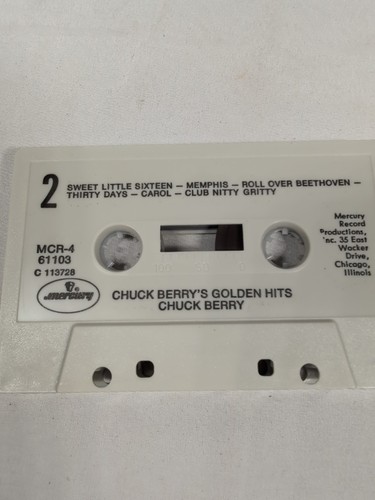 2
SWEET LITTLE SIXTEEN – MEMPHIS – ROLL OVER BEETHOVEN –
THIRTY DAYS – CAROL – CLUB NITTY GRITTY
MCR-4
61103
C 113728
Mercury
Record
Productions,
'nc. 35 East
Wacker
Drive,
Chicago,
Illinois
mercury
CHUCK BERRY'S GOLDEN HITS
CHUCK BERRY